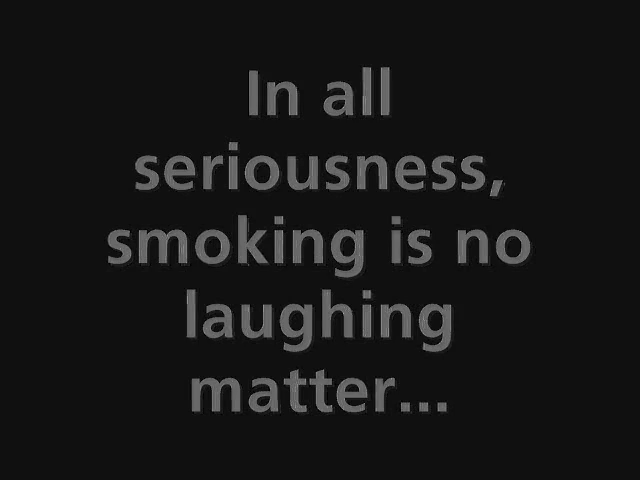 In all
seriousness,
smoking is no
laughing
matter...